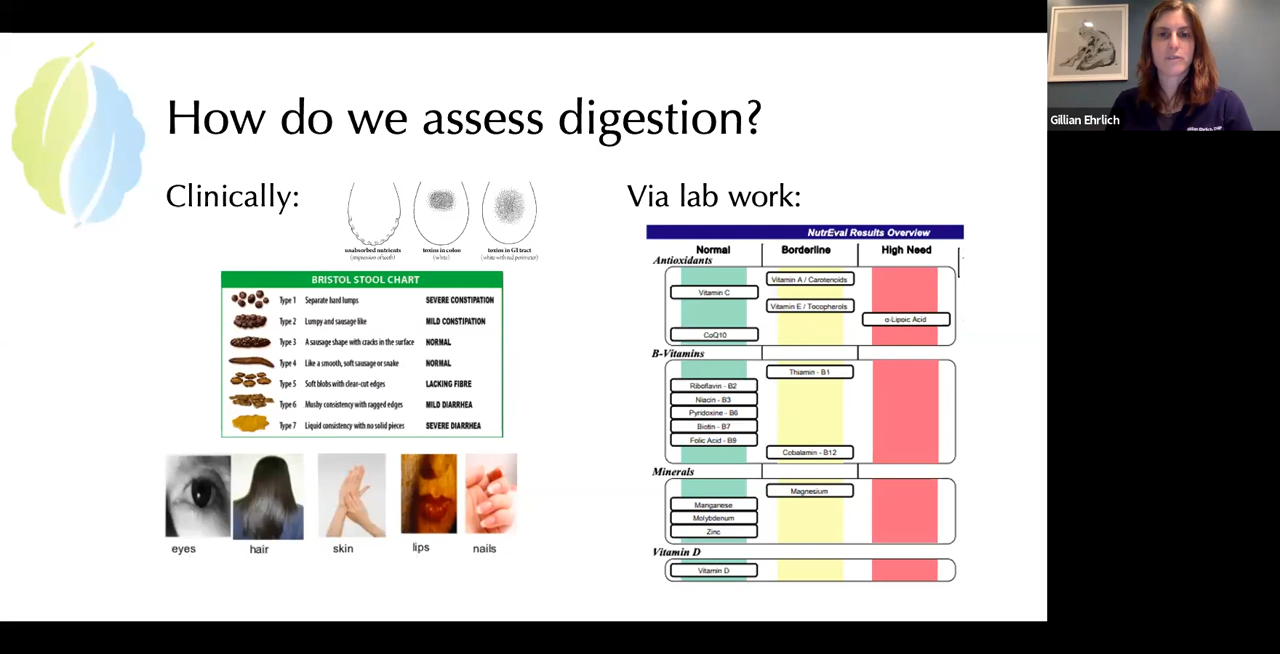 How do we assess digestion?
Clinically:
unabsorbed nutrients
(impression of teeth)
toxins in colon
(white)
toxins in GI tract
(white with red perimeter)
BRISTOL STOOL CHART
Type 1 Separate hard lumps SEVERE CONSTIPATION
Type 2 Lumpy and sausage like MILD CONSTIPATION
Type 3 A sausage shape with cracks in the surface NORMAL
Type 4 Like a smooth, soft sausage or snake NORMAL
Type 5 Soft blobs with clear-cut edges LACKING FIBRE
Type 6 Mushy consistency with ragged edges MILD DIARRHEA
Type 7 Liquid consistency with no solid pieces SEVERE DIARRHEA
eyes
hair
skin
lips
nails
Via lab work:
NutrEval Results Overview
Normal Borderline High Need
Antioxidants
Vitamin A / Carotenoids
Vitamin C
Vitamin E / Tocopherols
α-Lipoic Acid
CoQ10
B-Vitamins
Thiamin - B1
Riboflavin - B2
Niacin - B3
Pyridoxine - B6
Biotin - B7
Folic Acid - B9
Cobalamin - B12
Minerals
Magnesium
Manganese
Molybdenum
Zinc
Vitamin D
Vitamin D
Gillian Ehrlich